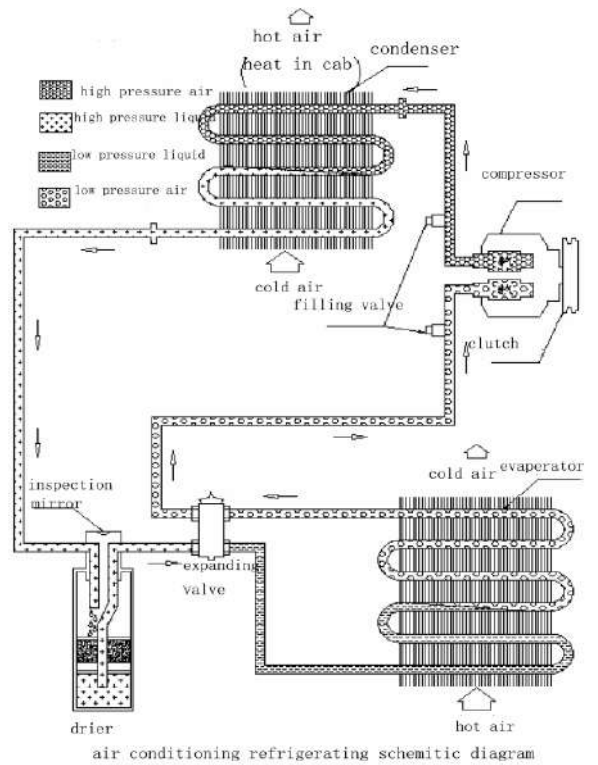 hot air
(heat in cab)
condenser
high pressure air
high pressure liquid
low pressure liquid
low pressure air
compressor
cold air
filling valve
clutch
cold air
evaporator
inspection
mirror
expanding
valve
drier
hot air
air conditioning refrigerating schemitic diagram